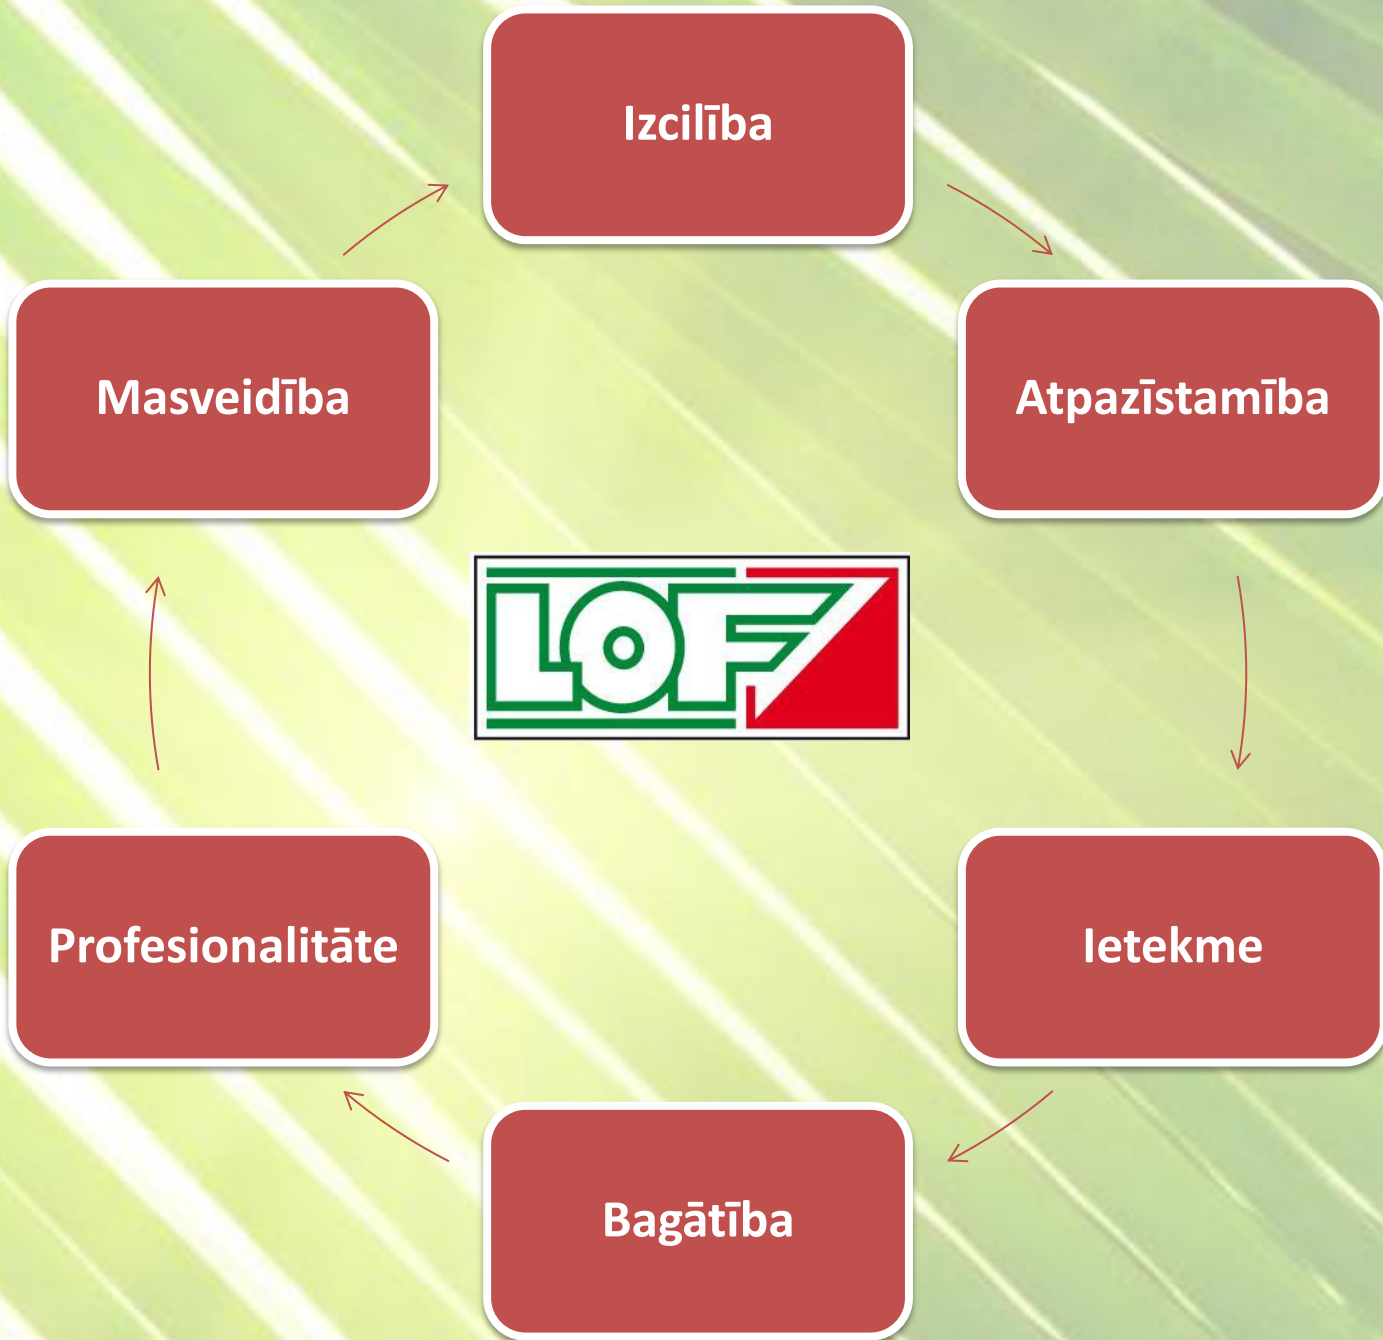 Izcilība
Atpazīstamība
Ietekme
Bagātība
Profesionalitāte
Masveidība
LOF